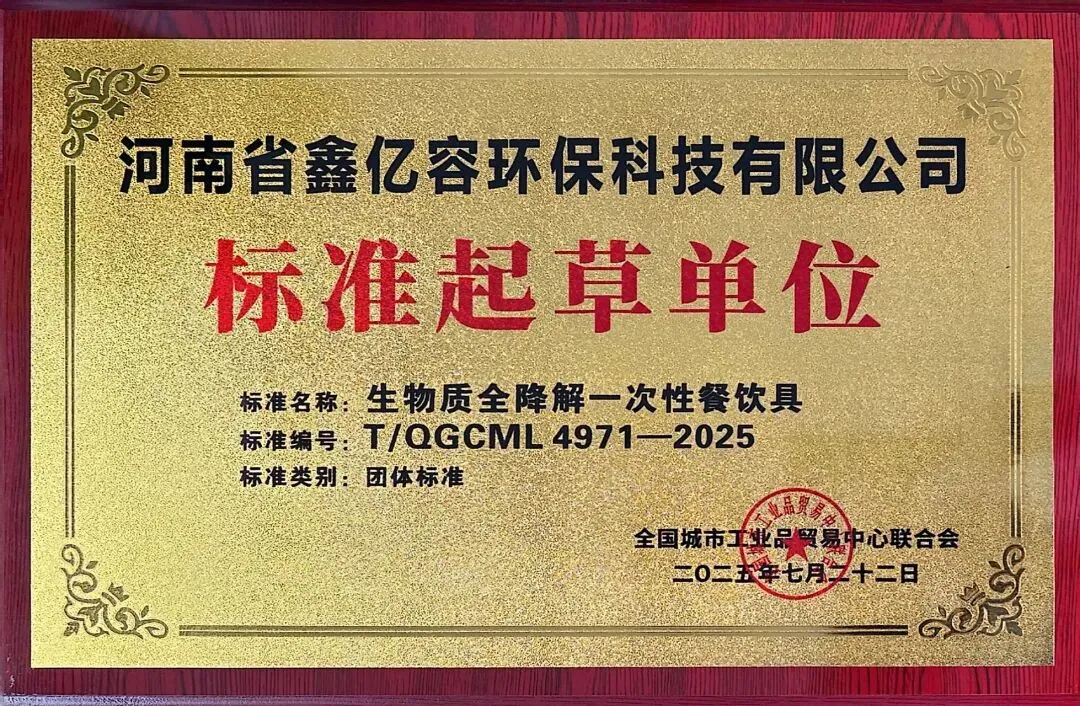 河南省鑫亿容环保科技有限公司
标准起草单位
标准名称：生物质全降解一次性餐饮具
标准编号：T/QGCML 4971—2025
标准类别：团体标准
全国城市工业品贸易中心联合会
二〇二五年七月二十二日